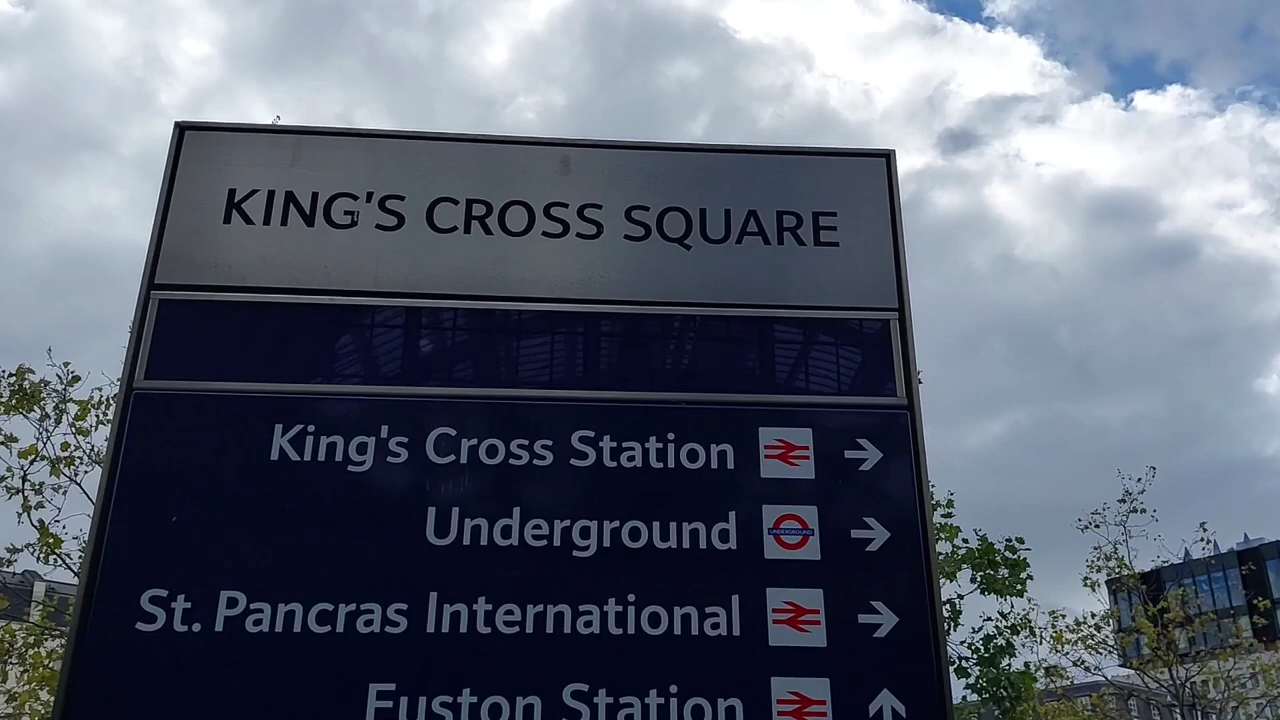 KING'S CROSS SQUARE
King's Cross Station
Underground
UNDERGROUND
St. Pancras International
Euston Station